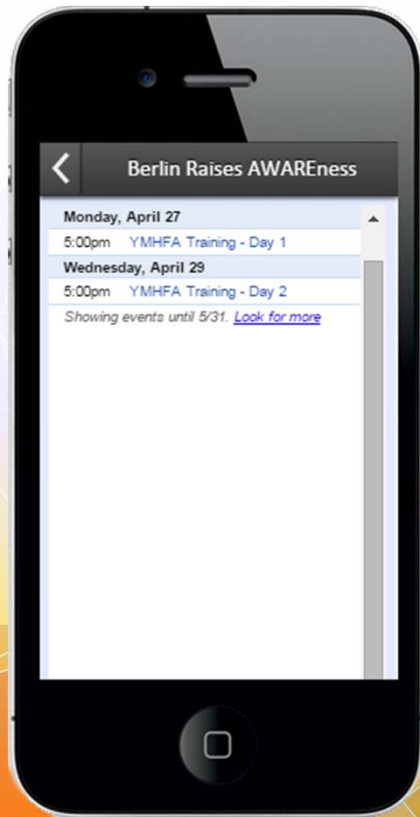 Berlin Raises AWAREness
Monday, April 27
5:00pm YMHFA Training - Day 1
Wednesday, April 29
5:00pm YMHFA Training - Day 2
Showing events until 5/31. Look for more